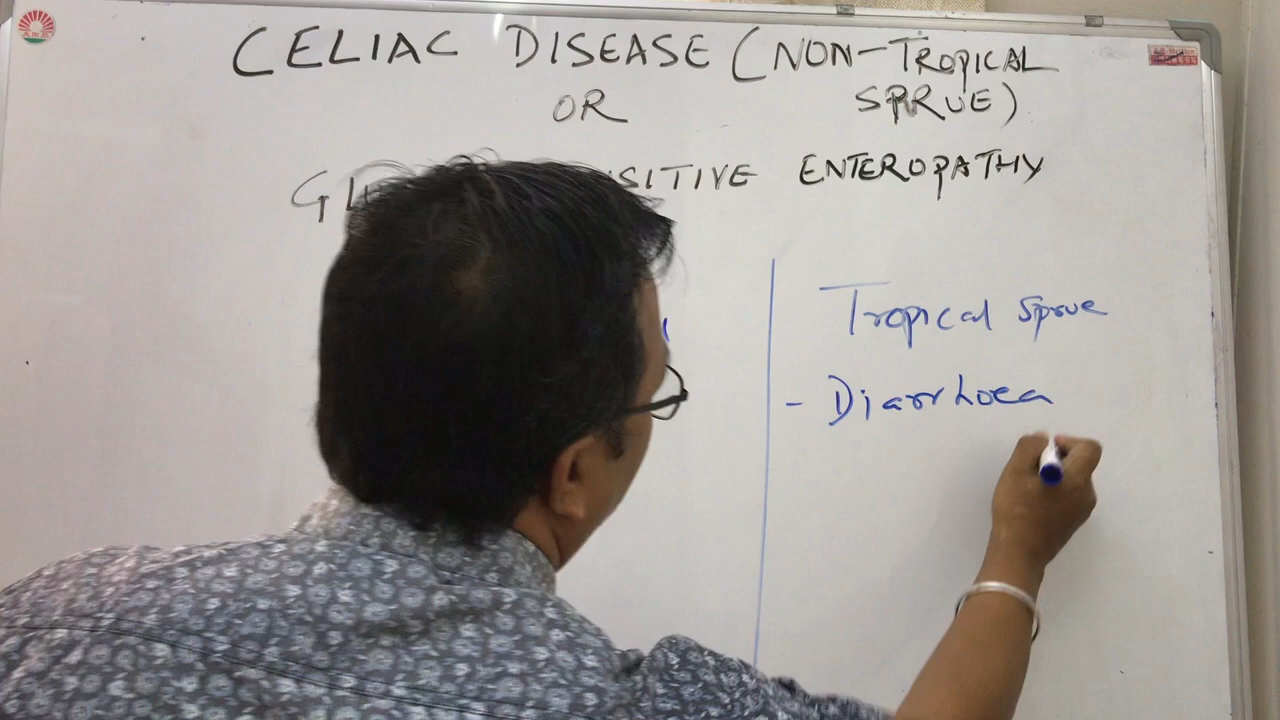 CELIAC DISEASE (NON-TROPICAL
OR SPRUE)
SITIVE ENTEROPATHY
Tropical Sprue
- Diarrhoea